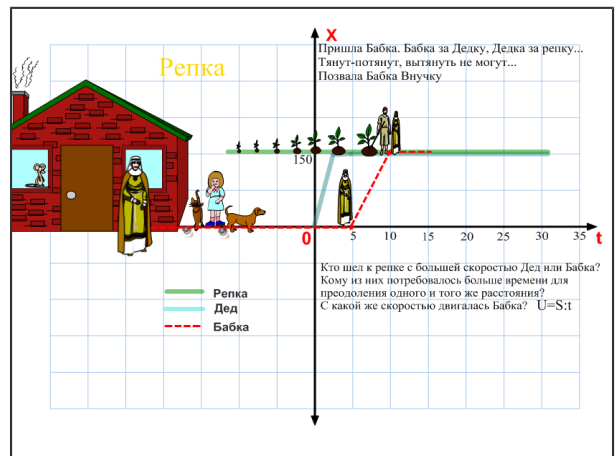 X
Пришла Бабка. Бабка за Дедку, Дедка за репку...
Тянут-потянут, вытянуть не могут...
Позвала Бабка Внучку
Репка
150
0
5 10 15 20 25 30 35 t
Кто шел к репке с большей скоростью Дед или Бабка?
Кому из них потребовалось больше времени для
преодоления одного и того же расстояния?
С какой же скоростью двигалась Бабка? U=S:t
Репка
Дед
Бабка